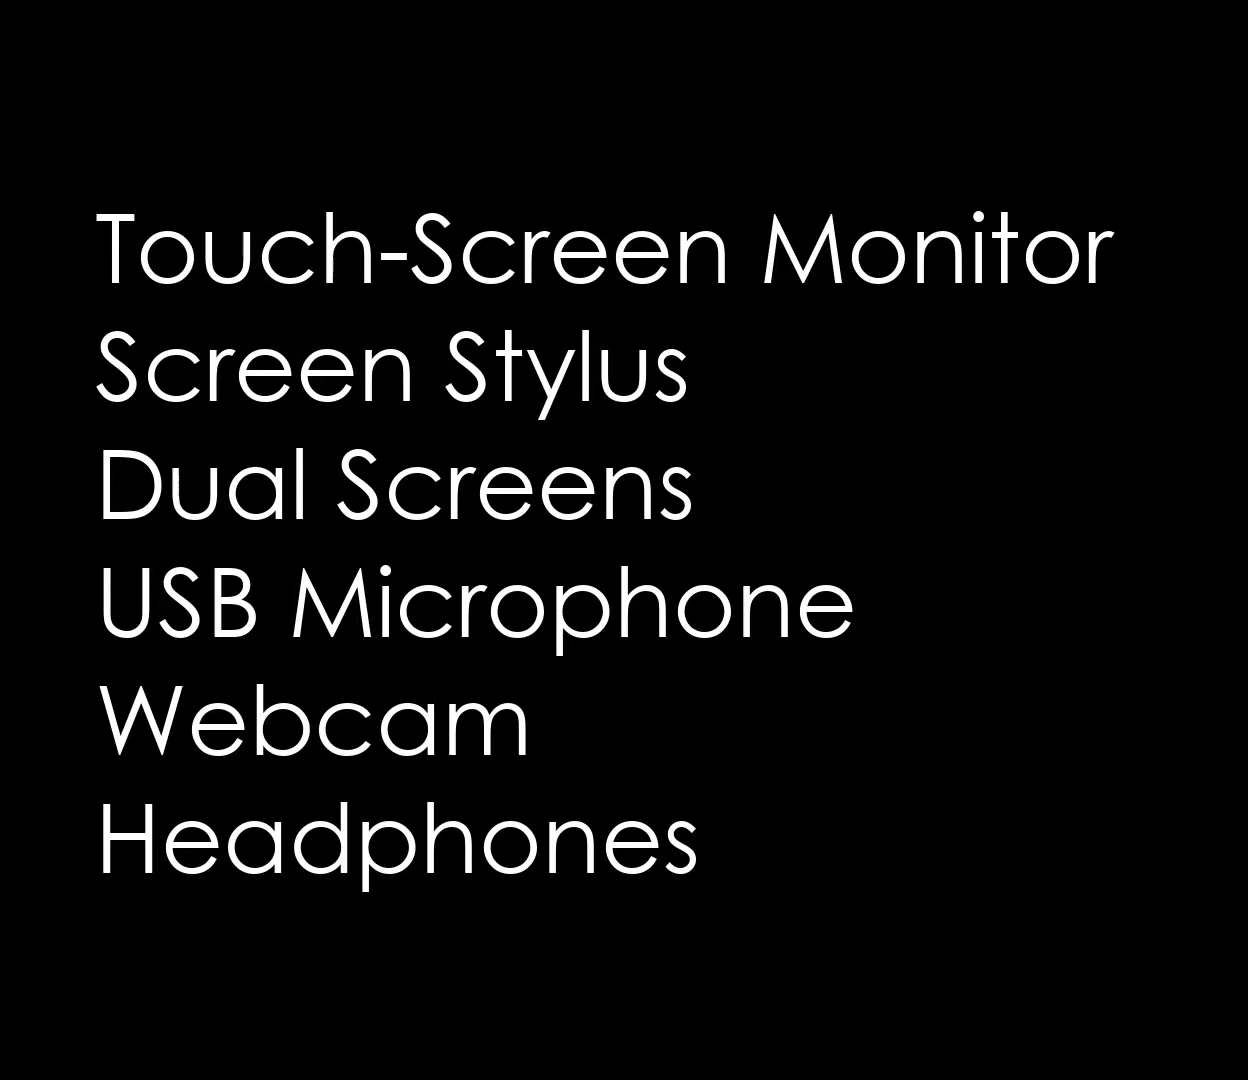 Touch-Screen Monitor
Screen Stylus
Dual Screens
USB Microphone
Webcam
Headphones